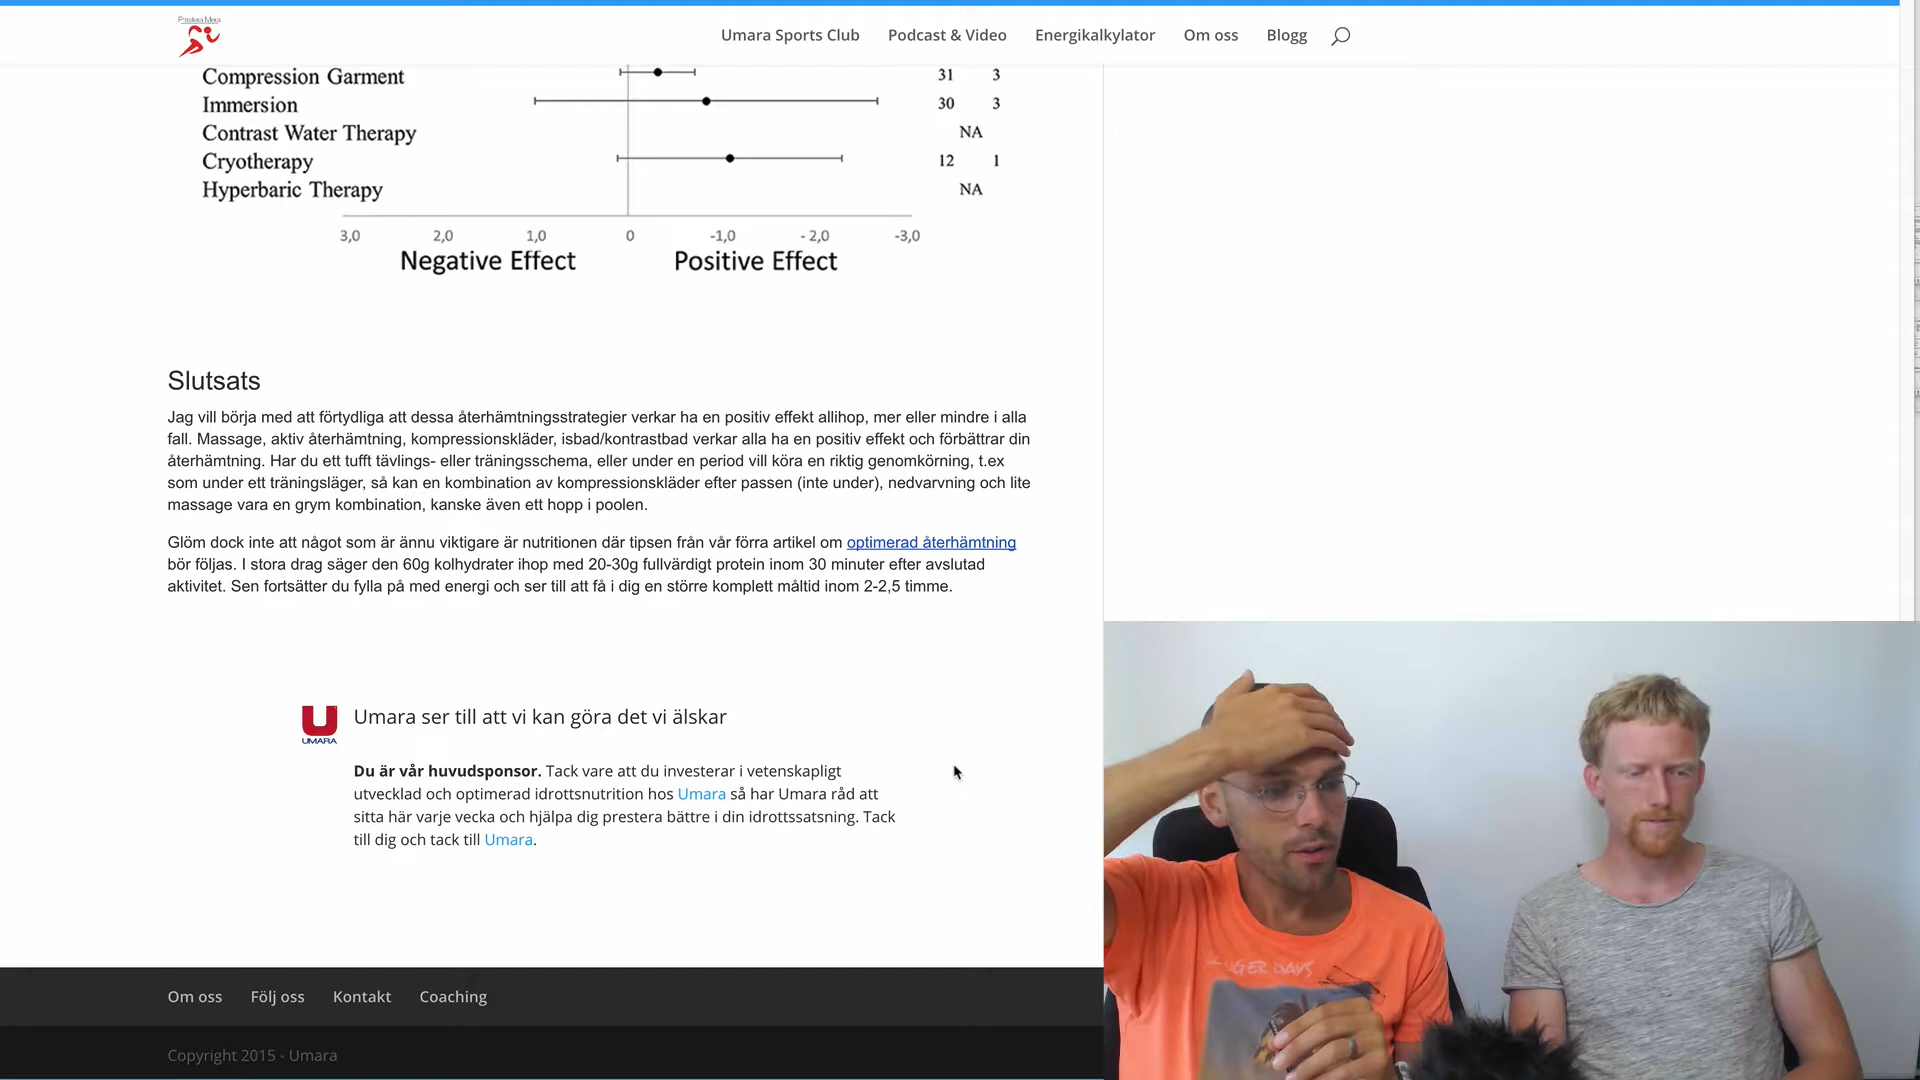 Prestera Mera
Umara Sports Club Podcast & Video Energikalkylator Om oss Blogg
Compression Garment 31 3
Immersion 30 3
Contrast Water Therapy NA
Cryotherapy 12 1
Hyperbaric Therapy NA
3,0 2,0 1,0 0 -1,0 - 2,0 -3,0
Negative Effect Positive Effect
Slutsats
Jag vill börja med att förtydliga att dessa återhämtningsstrategier verkar ha en positiv effekt allihop, mer eller mindre i alla
fall. Massage, aktiv återhämtning, kompressionskläder, isbad/kontrastbad verkar alla ha en positiv effekt och förbättrar din
återhämtning. Har du ett tufft tävlings- eller träningsschema, eller under en period vill köra en riktig genomkörning, t.ex
som under ett träningsläger, så kan en kombination av kompressionskläder efter passen (inte under), nedvarvning och lite
massage vara en grym kombination, kanske även ett hopp i poolen.
Glöm dock inte att något som är ännu viktigare är nutritionen där tipsen från vår förra artikel om optimerad återhämtning
bör följas. I stora drag säger den 60g kolhydrater ihop med 20-30g fullvärdigt protein inom 30 minuter efter avslutad
aktivitet. Sen fortsätter du fylla på med energi och ser till att få i dig en större komplett måltid inom 2-2,5 timme.
UMARA
Umara ser till att vi kan göra det vi älskar
Du är vår huvudsponsor. Tack vare att du investerar i vetenskapligt
utvecklad och optimerad idrottsnutrition hos Umara så har Umara råd att
sitta här varje vecka och hjälpa dig prestera bättre i din idrottssatsning. Tack
till dig och tack till Umara.
DAYS
Om oss Följ oss Kontakt Coaching
Copyright 2015 - Umara